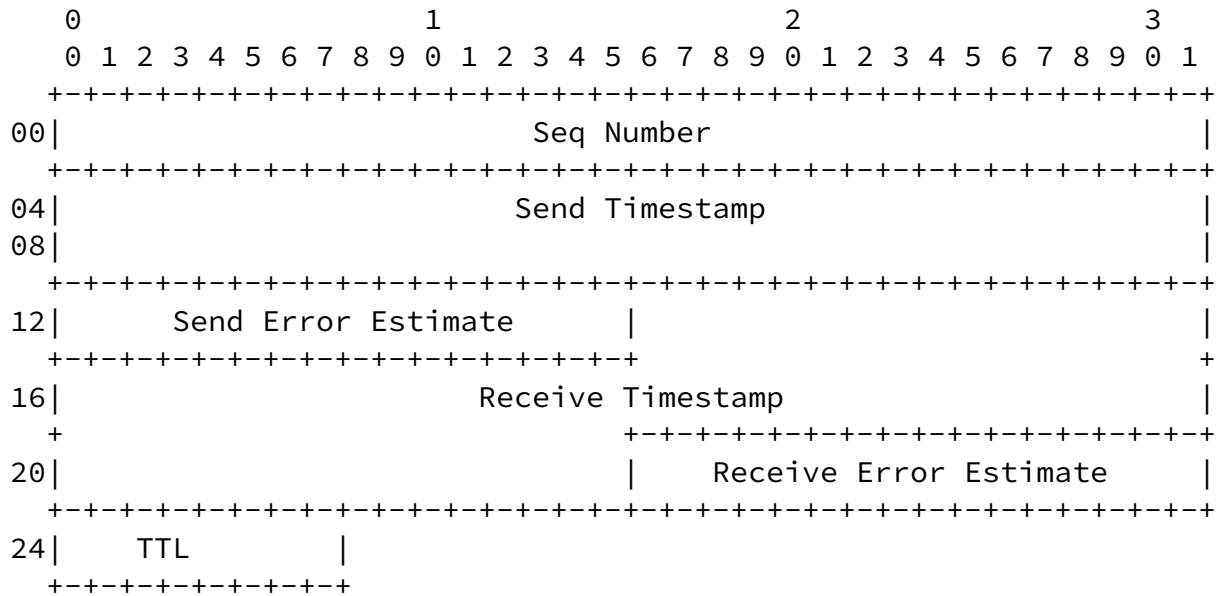 0                   1                   2                   3
     0 1 2 3 4 5 6 7 8 9 0 1 2 3 4 5 6 7 8 9 0 1 2 3 4 5 6 7 8 9 0 1
    +-+-+-+-+-+-+-+-+-+-+-+-+-+-+-+-+-+-+-+-+-+-+-+-+-+-+-+-+-+-+-+-+
  00|                          Seq Number                           |
    +-+-+-+-+-+-+-+-+-+-+-+-+-+-+-+-+-+-+-+-+-+-+-+-+-+-+-+-+-+-+-+-+
  04|                         Send Timestamp                        |
  08|                                                               |
    +-+-+-+-+-+-+-+-+-+-+-+-+-+-+-+-+-+-+-+-+-+-+-+-+-+-+-+-+-+-+-+-+
  12|      Send Error Estimate      |                               |
    +-+-+-+-+-+-+-+-+-+-+-+-+-+-+-+-+                               +
  16|                       Receive Timestamp                       |
    +                               +-+-+-+-+-+-+-+-+-+-+-+-+-+-+-+-+
  20|                               |    Receive Error Estimate     |
    +-+-+-+-+-+-+-+-+-+-+-+-+-+-+-+-+-+-+-+-+-+-+-+-+-+-+-+-+-+-+-+-+
  24|    TTL        |
    +-+-+-+-+-+-+-+-+